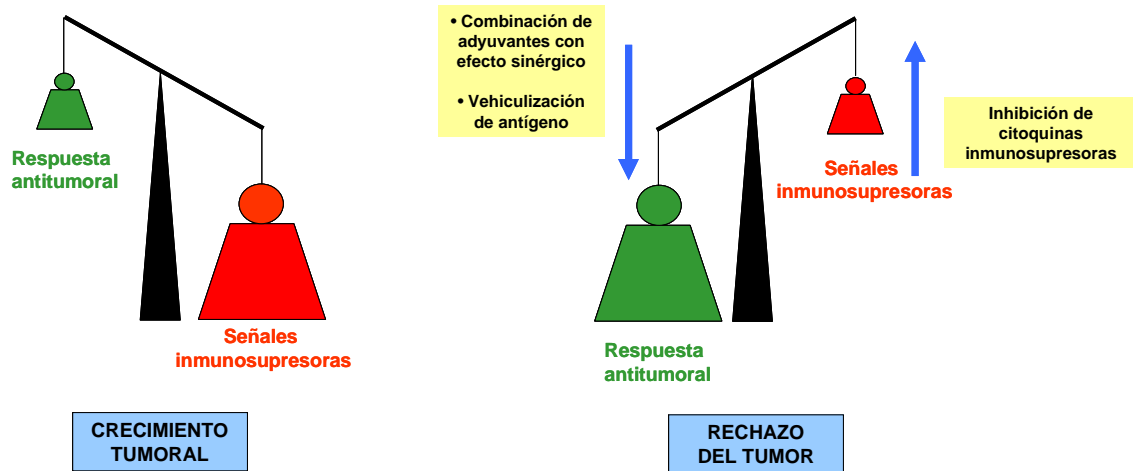 Respuesta
antitumoral
Señales
inmunosupresoras
CRECIMIENTO
TUMORAL
• Combinación de
adyuvantes con
efecto sinérgico
• Vehiculización
de antígeno
Señales
inmunosupresoras
Inhibición de
citoquinas
inmunosupresoras
Respuesta
antitumoral
RECHAZO
DEL TUMOR